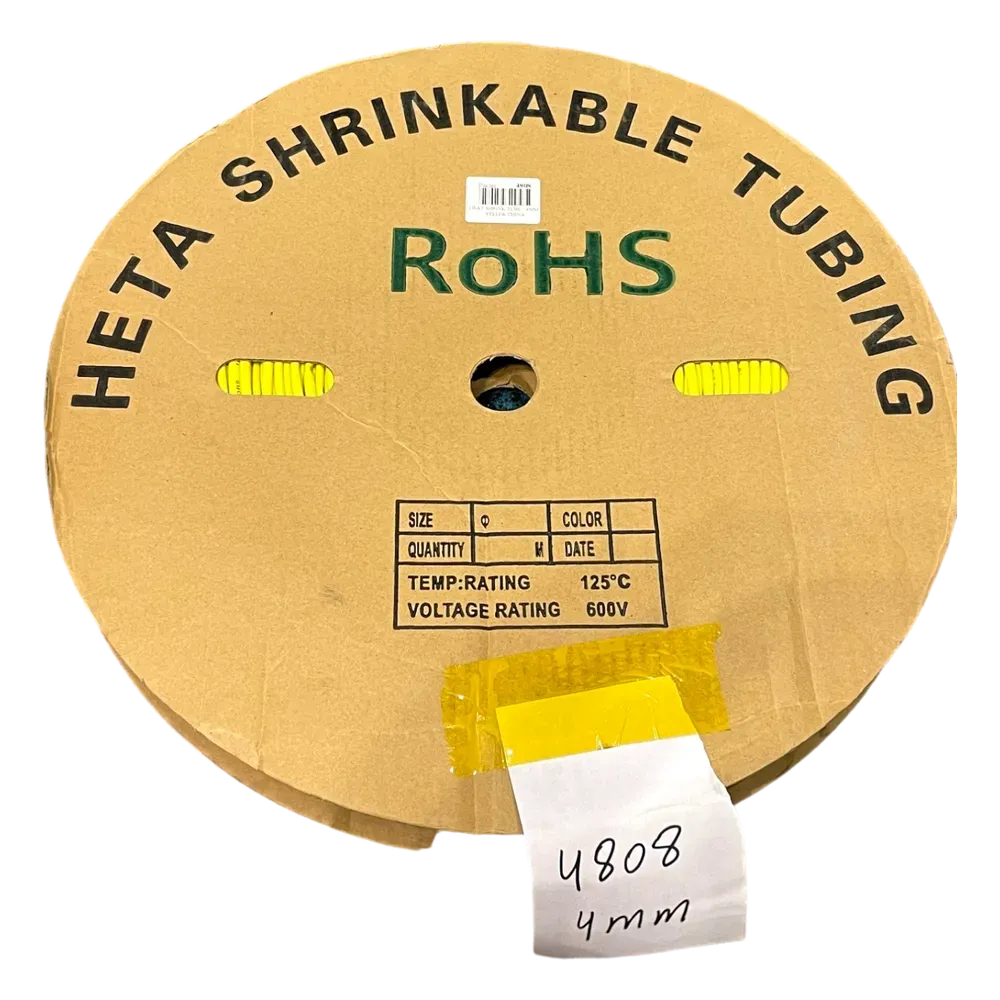 HETA SHRINKABLE TUBING
RoHS
SIZE Φ COLOR
QUANTITY M DATE
TEMP:RATING 125°C
VOLTAGE RATING 600V
4808
4mm